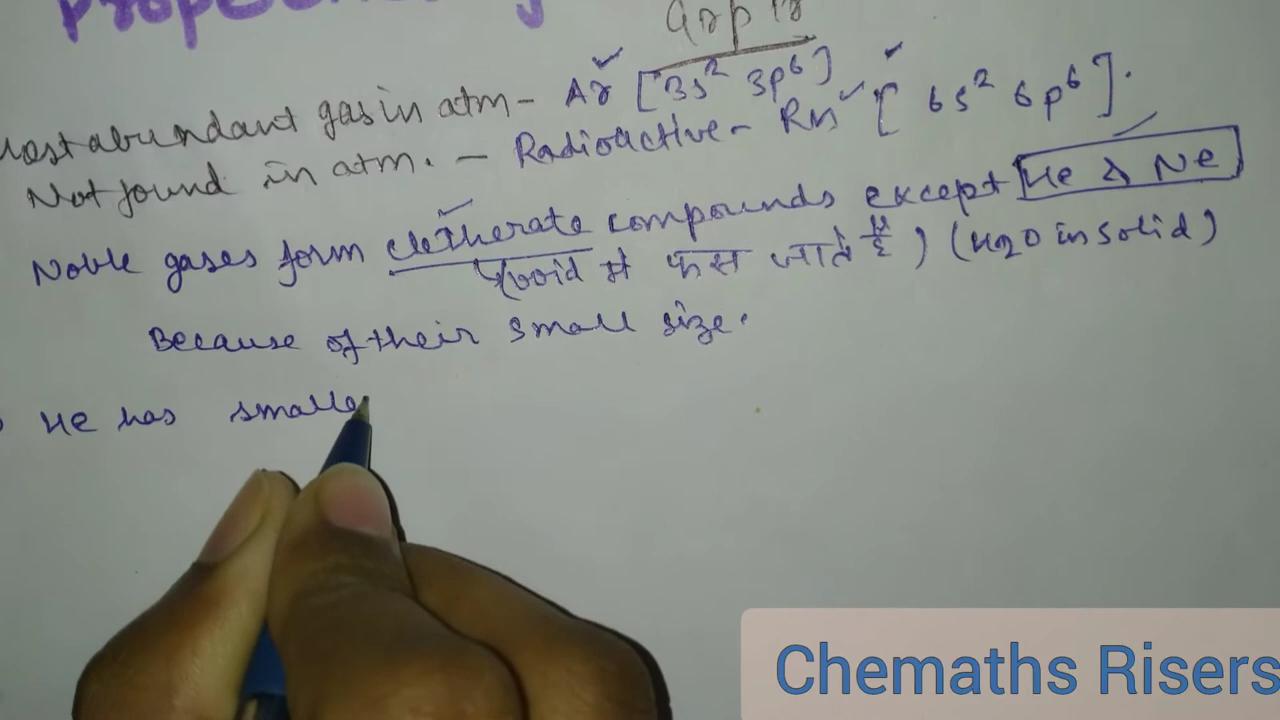 Grp 18
most abundant gas in atm - Ar [3s² 3p⁶]
Not found in atm. - Radioactive - Rn [6s² 6p⁶].
Noble gases form cletherate compounds except He & Ne
(void में फस जाते है) (H2O in solid)
Because of their small size.
He has smalle
Chemaths Risers